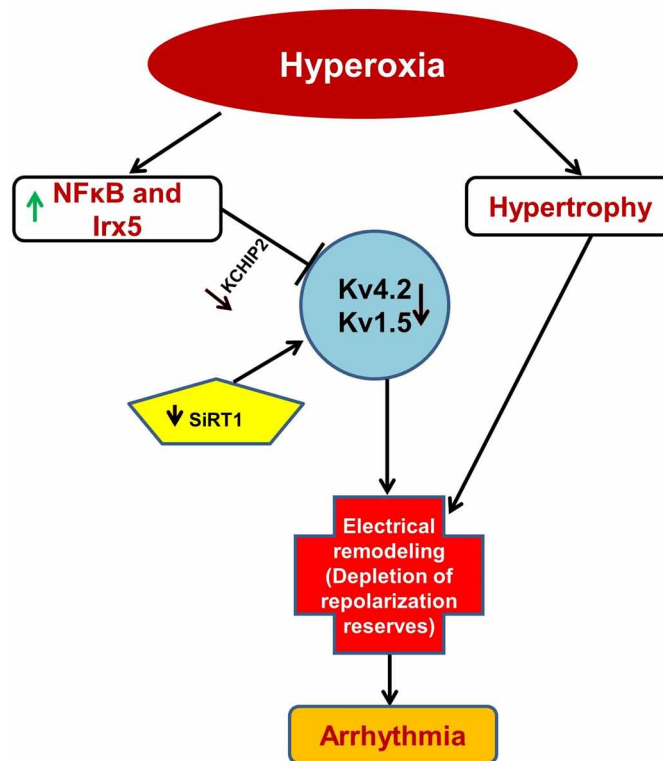 Hyperoxia
NFκB and
Irx5
Hypertrophy
KCHIP2
Kv4.2
Kv1.5
SiRT1
Electrical
remodeling
(Depletion of
repolarization
reserves)
Arrhythmia